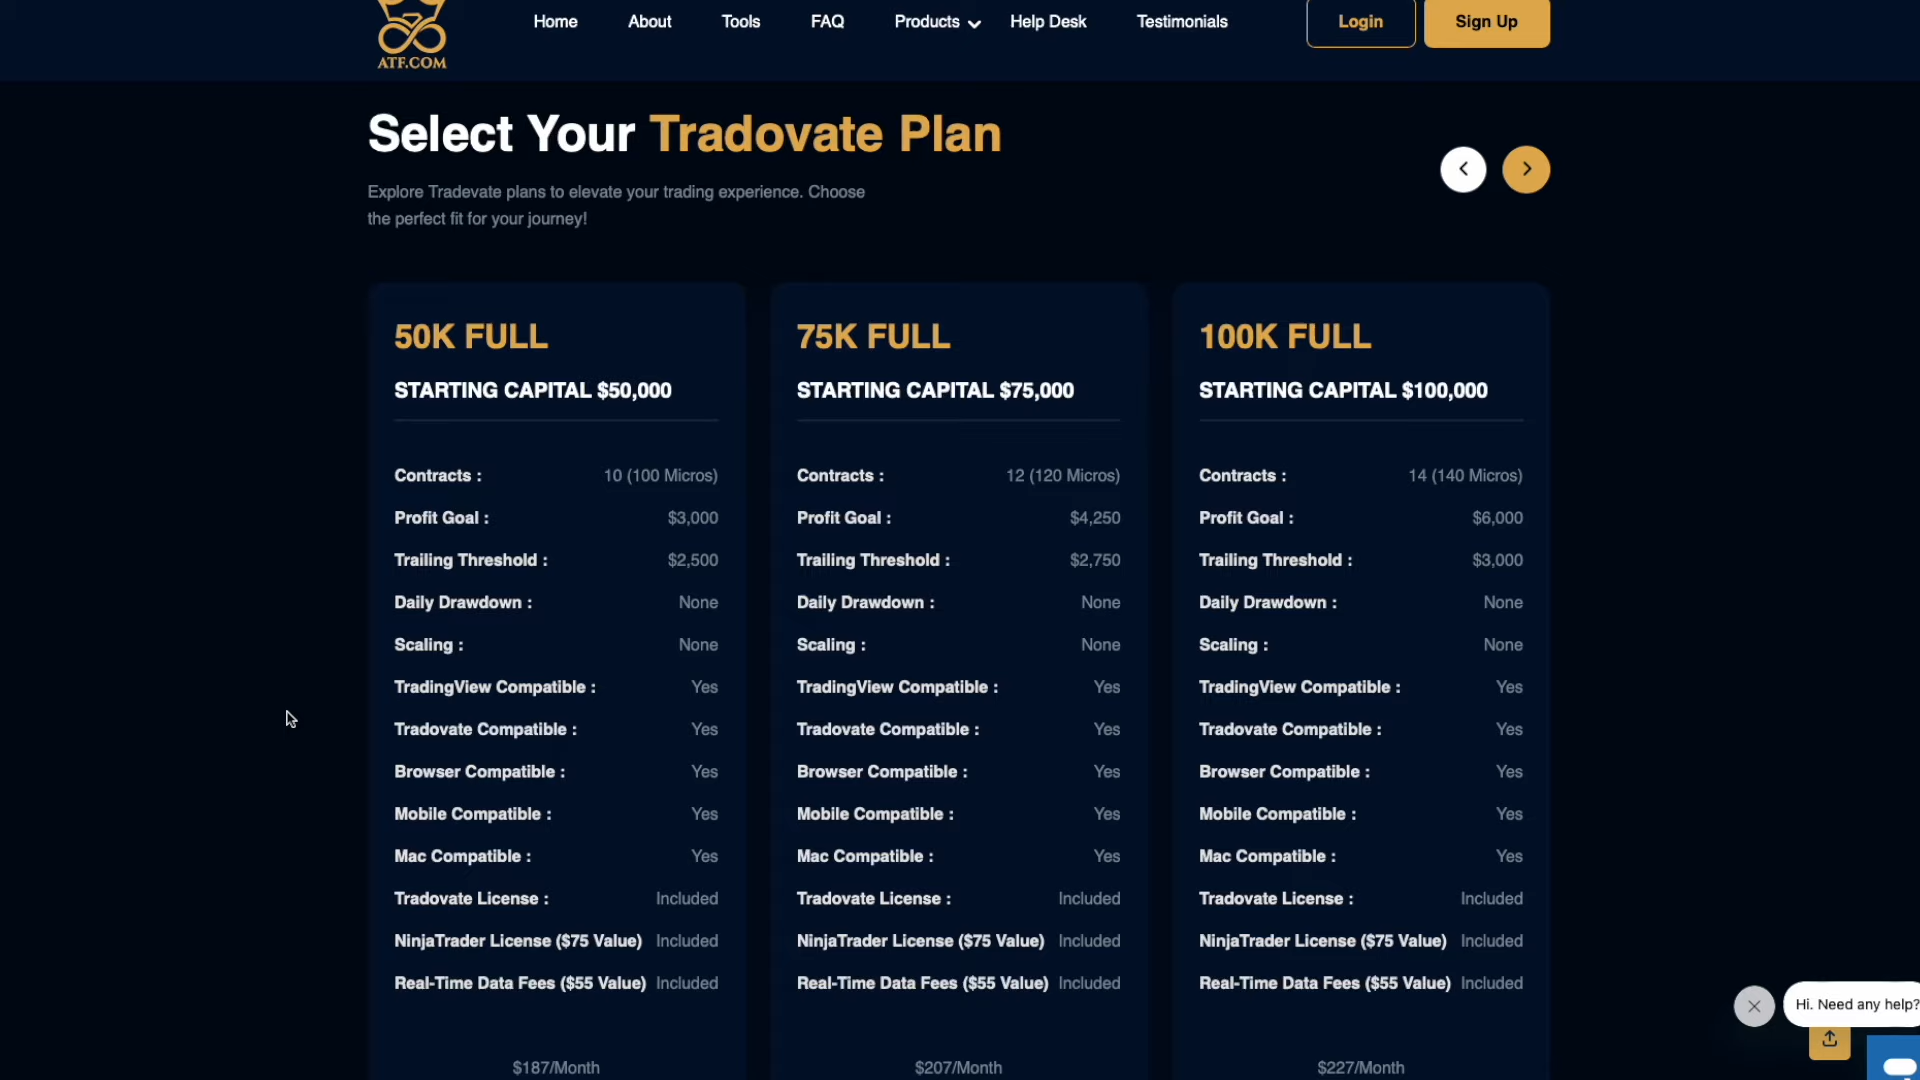 ATF.COM
Home About Tools FAQ Products Help Desk Testimonials Login Sign Up
Select Your Tradovate Plan
Explore Tradevate plans to elevate your trading experience. Choose
the perfect fit for your journey!
50K FULL
STARTING CAPITAL $50,000
Contracts : 10 (100 Micros)
Profit Goal : $3,000
Trailing Threshold : $2,500
Daily Drawdown : None
Scaling : None
TradingView Compatible : Yes
Tradovate Compatible : Yes
Browser Compatible : Yes
Mobile Compatible : Yes
Mac Compatible : Yes
Tradovate License : Included
NinjaTrader License ($75 Value) Included
Real-Time Data Fees ($55 Value) Included
$187/Month
75K FULL
STARTING CAPITAL $75,000
Contracts : 12 (120 Micros)
Profit Goal : $4,250
Trailing Threshold : $2,750
Daily Drawdown : None
Scaling : None
TradingView Compatible : Yes
Tradovate Compatible : Yes
Browser Compatible : Yes
Mobile Compatible : Yes
Mac Compatible : Yes
Tradovate License : Included
NinjaTrader License ($75 Value) Included
Real-Time Data Fees ($55 Value) Included
$207/Month
100K FULL
STARTING CAPITAL $100,000
Contracts : 14 (140 Micros)
Profit Goal : $6,000
Trailing Threshold : $3,000
Daily Drawdown : None
Scaling : None
TradingView Compatible : Yes
Tradovate Compatible : Yes
Browser Compatible : Yes
Mobile Compatible : Yes
Mac Compatible : Yes
Tradovate License : Included
NinjaTrader License ($75 Value) Included
Real-Time Data Fees ($55 Value) Included
$227/Month
Hi. Need any help?